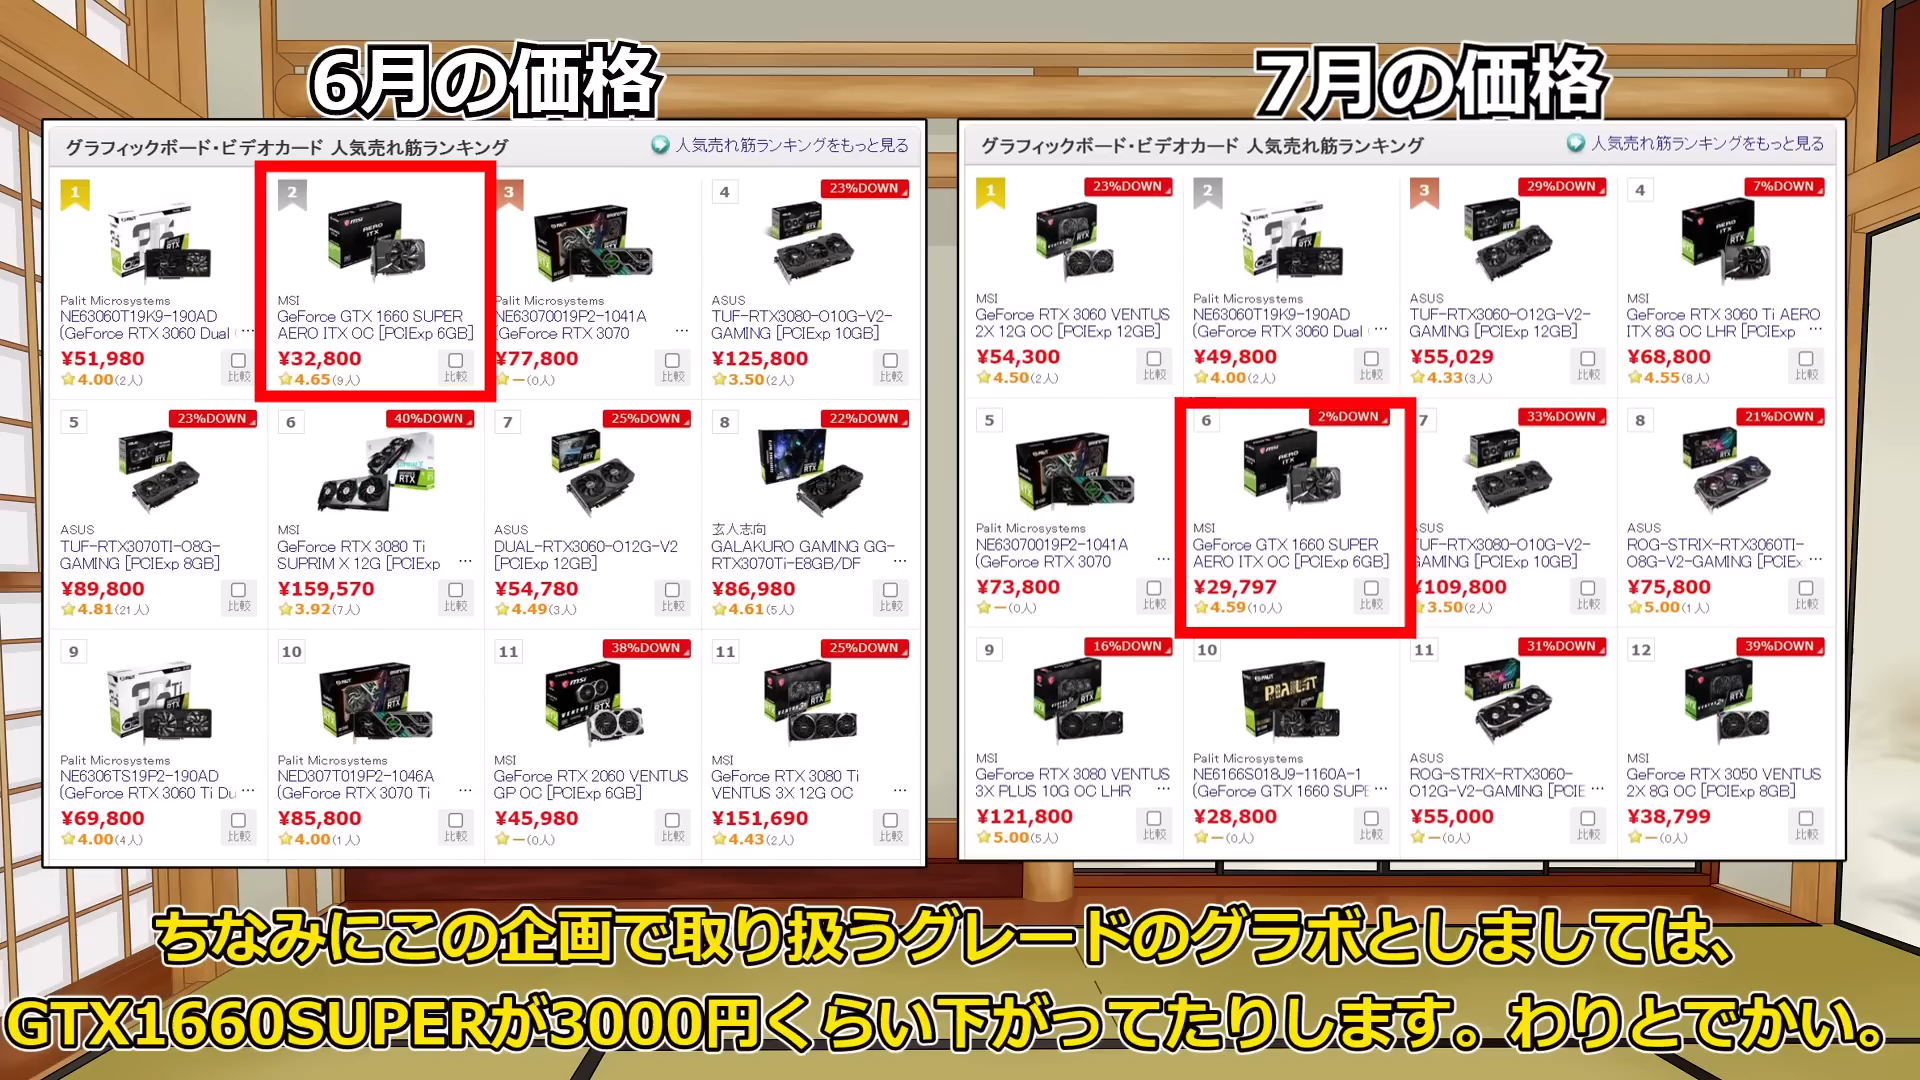 6月の価格
グラフィックボード・ビデオカード 人気売れ筋ランキング
人気売れ筋ランキングをもっと見る
1
Palit Microsystems
NE63060T19K9-190AD
(GeForce RTX 3060 Dual …
¥51,980
4.00(2人)
比較
2
MSI
GeForce GTX 1660 SUPER
AERO ITX OC [PCIExp 6GB]
¥32,800
4.65(9人)
比較
3
Palit Microsystems
NE63070019P2-1041A
(GeForce RTX 3070 …
¥77,800
ー(0人)
比較
4
23%DOWN
ASUS
TUF-RTX3080-O10G-V2-
GAMING [PCIExp 10GB]
¥125,800
3.50(2人)
比較
5
23%DOWN
ASUS
TUF-RTX3070TI-O8G-
GAMING [PCIExp 8GB]
¥89,800
4.81(21人)
比較
6
40%DOWN
MSI
GeForce RTX 3080 Ti
SUPRIM X 12G [PCIExp …
¥159,570
3.92(7人)
比較
7
25%DOWN
ASUS
DUAL-RTX3060-O12G-V2
[PCIExp 12GB]
¥54,780
4.49(3人)
比較
8
22%DOWN
玄人志向
GALAKURO GAMING GG-
RTX3070Ti-E8GB/DF …
¥86,980
4.61(5人)
比較
9
Palit Microsystems
NE6306TS19P2-190AD
(GeForce RTX 3060 Ti Du…
¥69,800
4.00(4人)
比較
10
Palit Microsystems
NED307T019P2-1046A
(GeForce RTX 3070 Ti …
¥85,800
4.00(1人)
比較
11
38%DOWN
MSI
GeForce RTX 2060 VENTUS
GP OC [PCIExp 6GB]
¥45,980
ー(0人)
比較
11
25%DOWN
MSI
GeForce RTX 3080 Ti
VENTUS 3X 12G OC …
¥151,690
4.43(2人)
比較
7月の価格
グラフィックボード・ビデオカード 人気売れ筋ランキング
人気売れ筋ランキングをもっと見る
1
23%DOWN
MSI
GeForce RTX 3060 VENTUS
2X 12G OC [PCIExp 12GB]
¥54,300
4.50(2人)
比較
2
Palit Microsystems
NE63060T19K9-190AD
(GeForce RTX 3060 Dual …
¥49,800
4.00(2人)
比較
3
29%DOWN
ASUS
TUF-RTX3060-O12G-V2-
GAMING [PCIExp 12GB]
¥55,029
4.33(3人)
比較
4
7%DOWN
MSI
GeForce RTX 3060 Ti AERO
ITX 8G OC LHR [PCIExp …
¥68,800
4.55(8人)
比較
5
Palit Microsystems
NE63070019P2-1041A
(GeForce RTX 3070 …
¥73,800
ー(0人)
比較
6
2%DOWN
MSI
GeForce GTX 1660 SUPER
AERO ITX OC [PCIExp 6GB]
¥29,797
4.59(10人)
比較
7
33%DOWN
ASUS
TUF-RTX3080-O10G-V2-
GAMING [PCIExp 10GB]
¥109,800
3.50(2人)
比較
8
21%DOWN
ASUS
ROG-STRIX-RTX3060TI-
O8G-V2-GAMING [PCIEx…
¥75,800
5.00(1人)
比較
9
16%DOWN
MSI
GeForce RTX 3080 VENTUS
3X PLUS 10G OC LHR …
¥121,800
5.00(5人)
比較
10
Palit Microsystems
NE6166S018J9-1160A-1
(GeForce GTX 1660 SUPE…
¥28,800
ー(0人)
比較
11
31%DOWN
ASUS
ROG-STRIX-RTX3060-
O12G-V2-GAMING [PCIE…
¥55,000
ー(0人)
比較
12
39%DOWN
MSI
GeForce RTX 3050 VENTUS
2X 8G OC [PCIExp 8GB]
¥38,799
ー(0人)
比較
ちなみにこの企画で取り扱うグレードのグラボとしましては、
GTX1660SUPERが3000円くらい下がってたりします。わりとでかい。